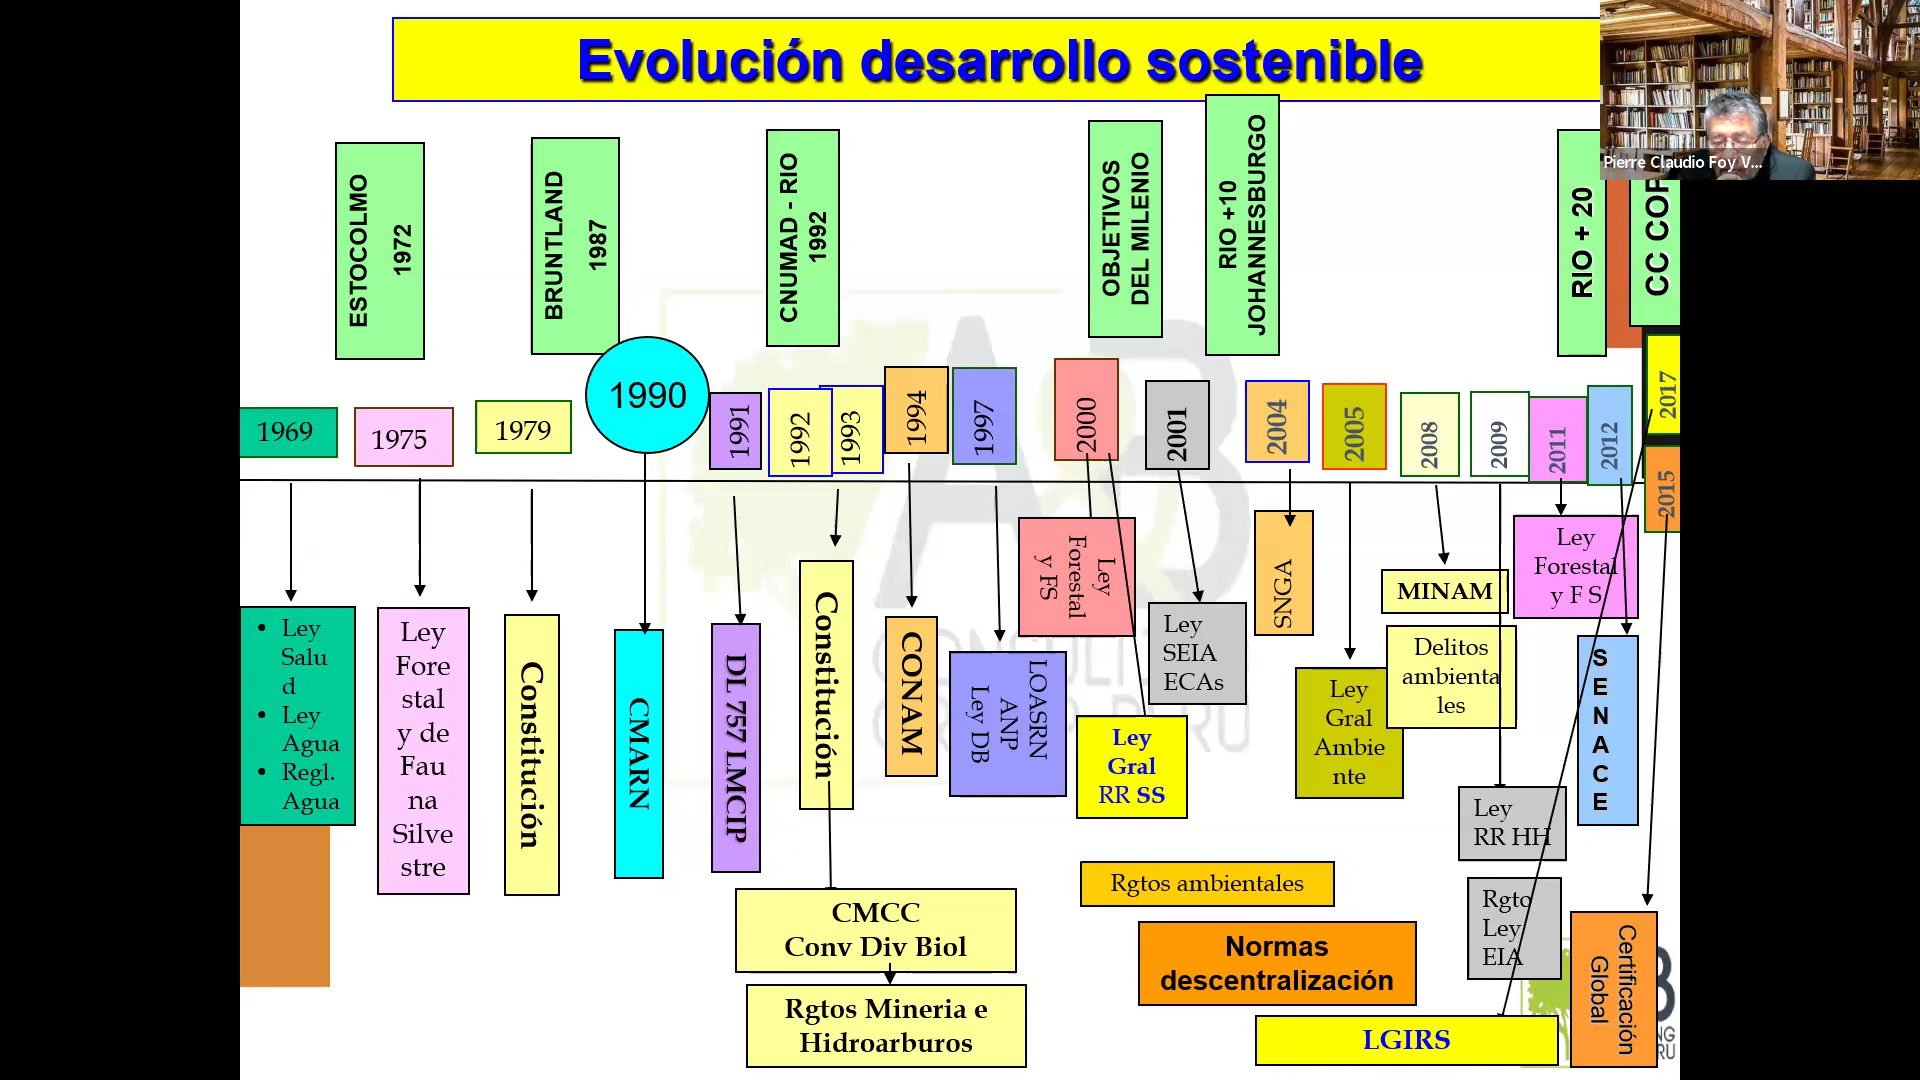 Evolución desarrollo sostenible
Pierre Claudio Foy V...
ESTOCOLMO
1972
BRUNTLAND
1987
CNUMAD - RIO
1992
OBJETIVOS
DEL MILENIO
RIO +10
JOHANNESBURGO
RIO + 20
CC COP
1969
1975
1979
1990
1991
1992
1993
1994
1997
2000
2001
2004
2005
2008
2009
2011
2012
2017
2015
• Ley
Salu
d
• Ley
Agua
• Regl.
Agua
Ley
Fore
stal
y de
Fau
na
Silve
stre
Constitución
CMARN
DL 757 LMCIP
Constitución
CMCC
Conv Div Biol
Rgtos Mineria e
Hidroarburos
CONAM
LOASRN
ANP
Ley DB
Ley
Forestal
y FS
Ley
Gral
RR SS
Ley
SEIA
ECAs
SNGA
Ley
Gral
Ambie
nte
MINAM
Delitos
ambienta
les
Ley
RR HH
Rgto
Ley
EIA
Ley
Forestal
y F S
S
E
N
A
C
E
Certificación
Global
Rgtos ambientales
Normas
descentralización
LGIRS